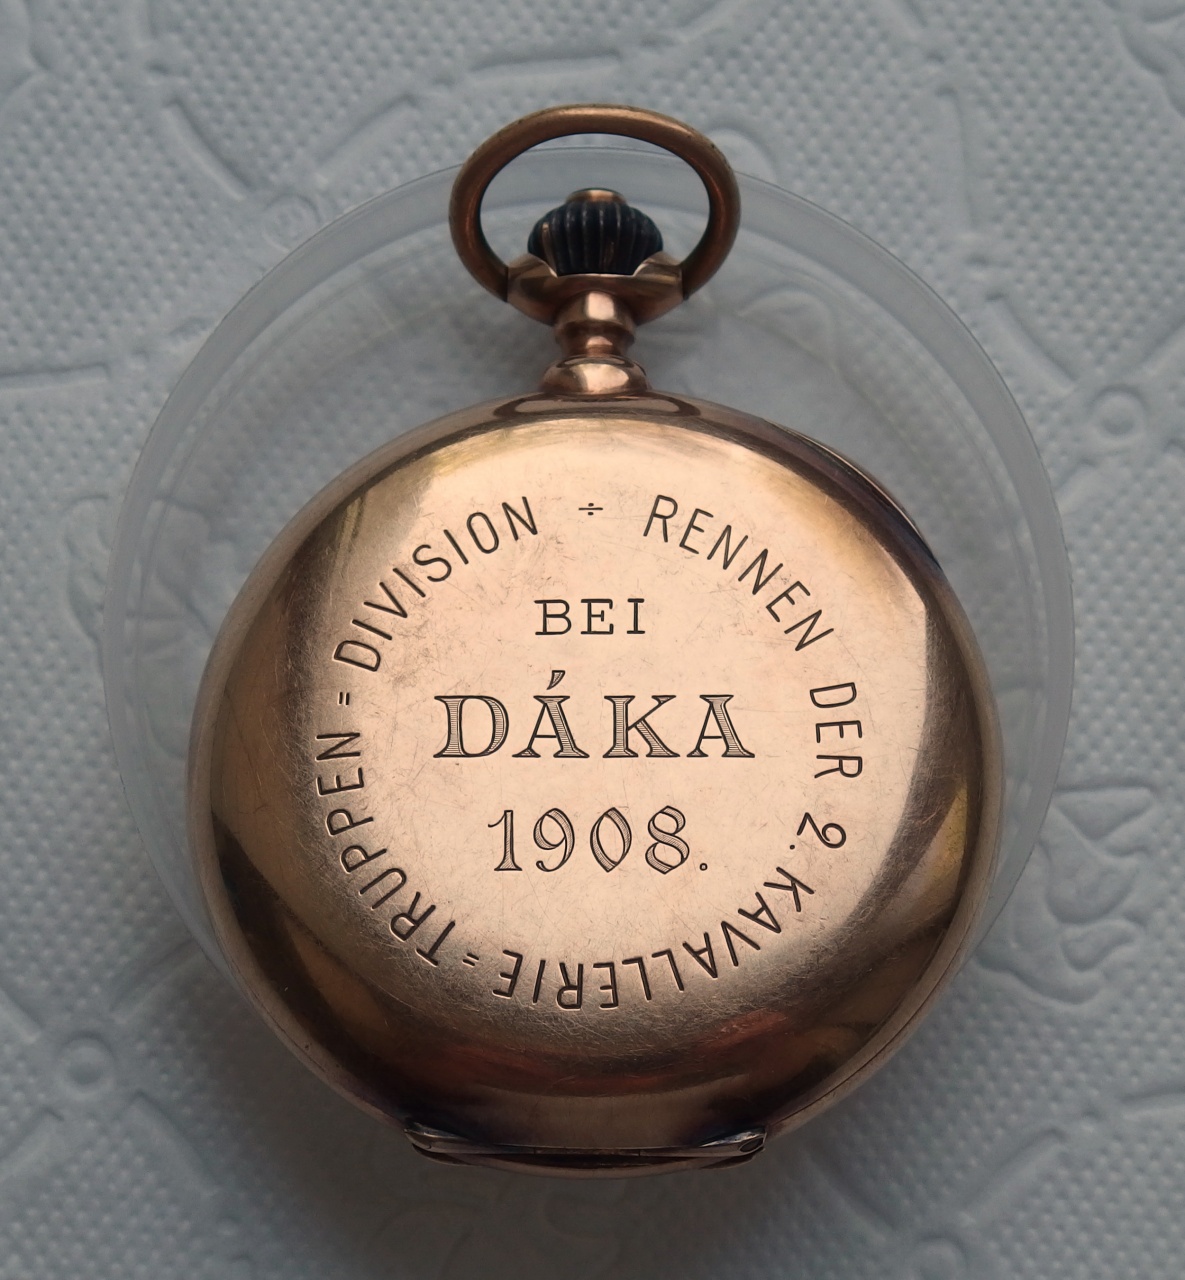 RENNEN DER 2. KAVALLERIE=TRUPPEN=DIVISION ÷
BEI
DÁKA
1908.